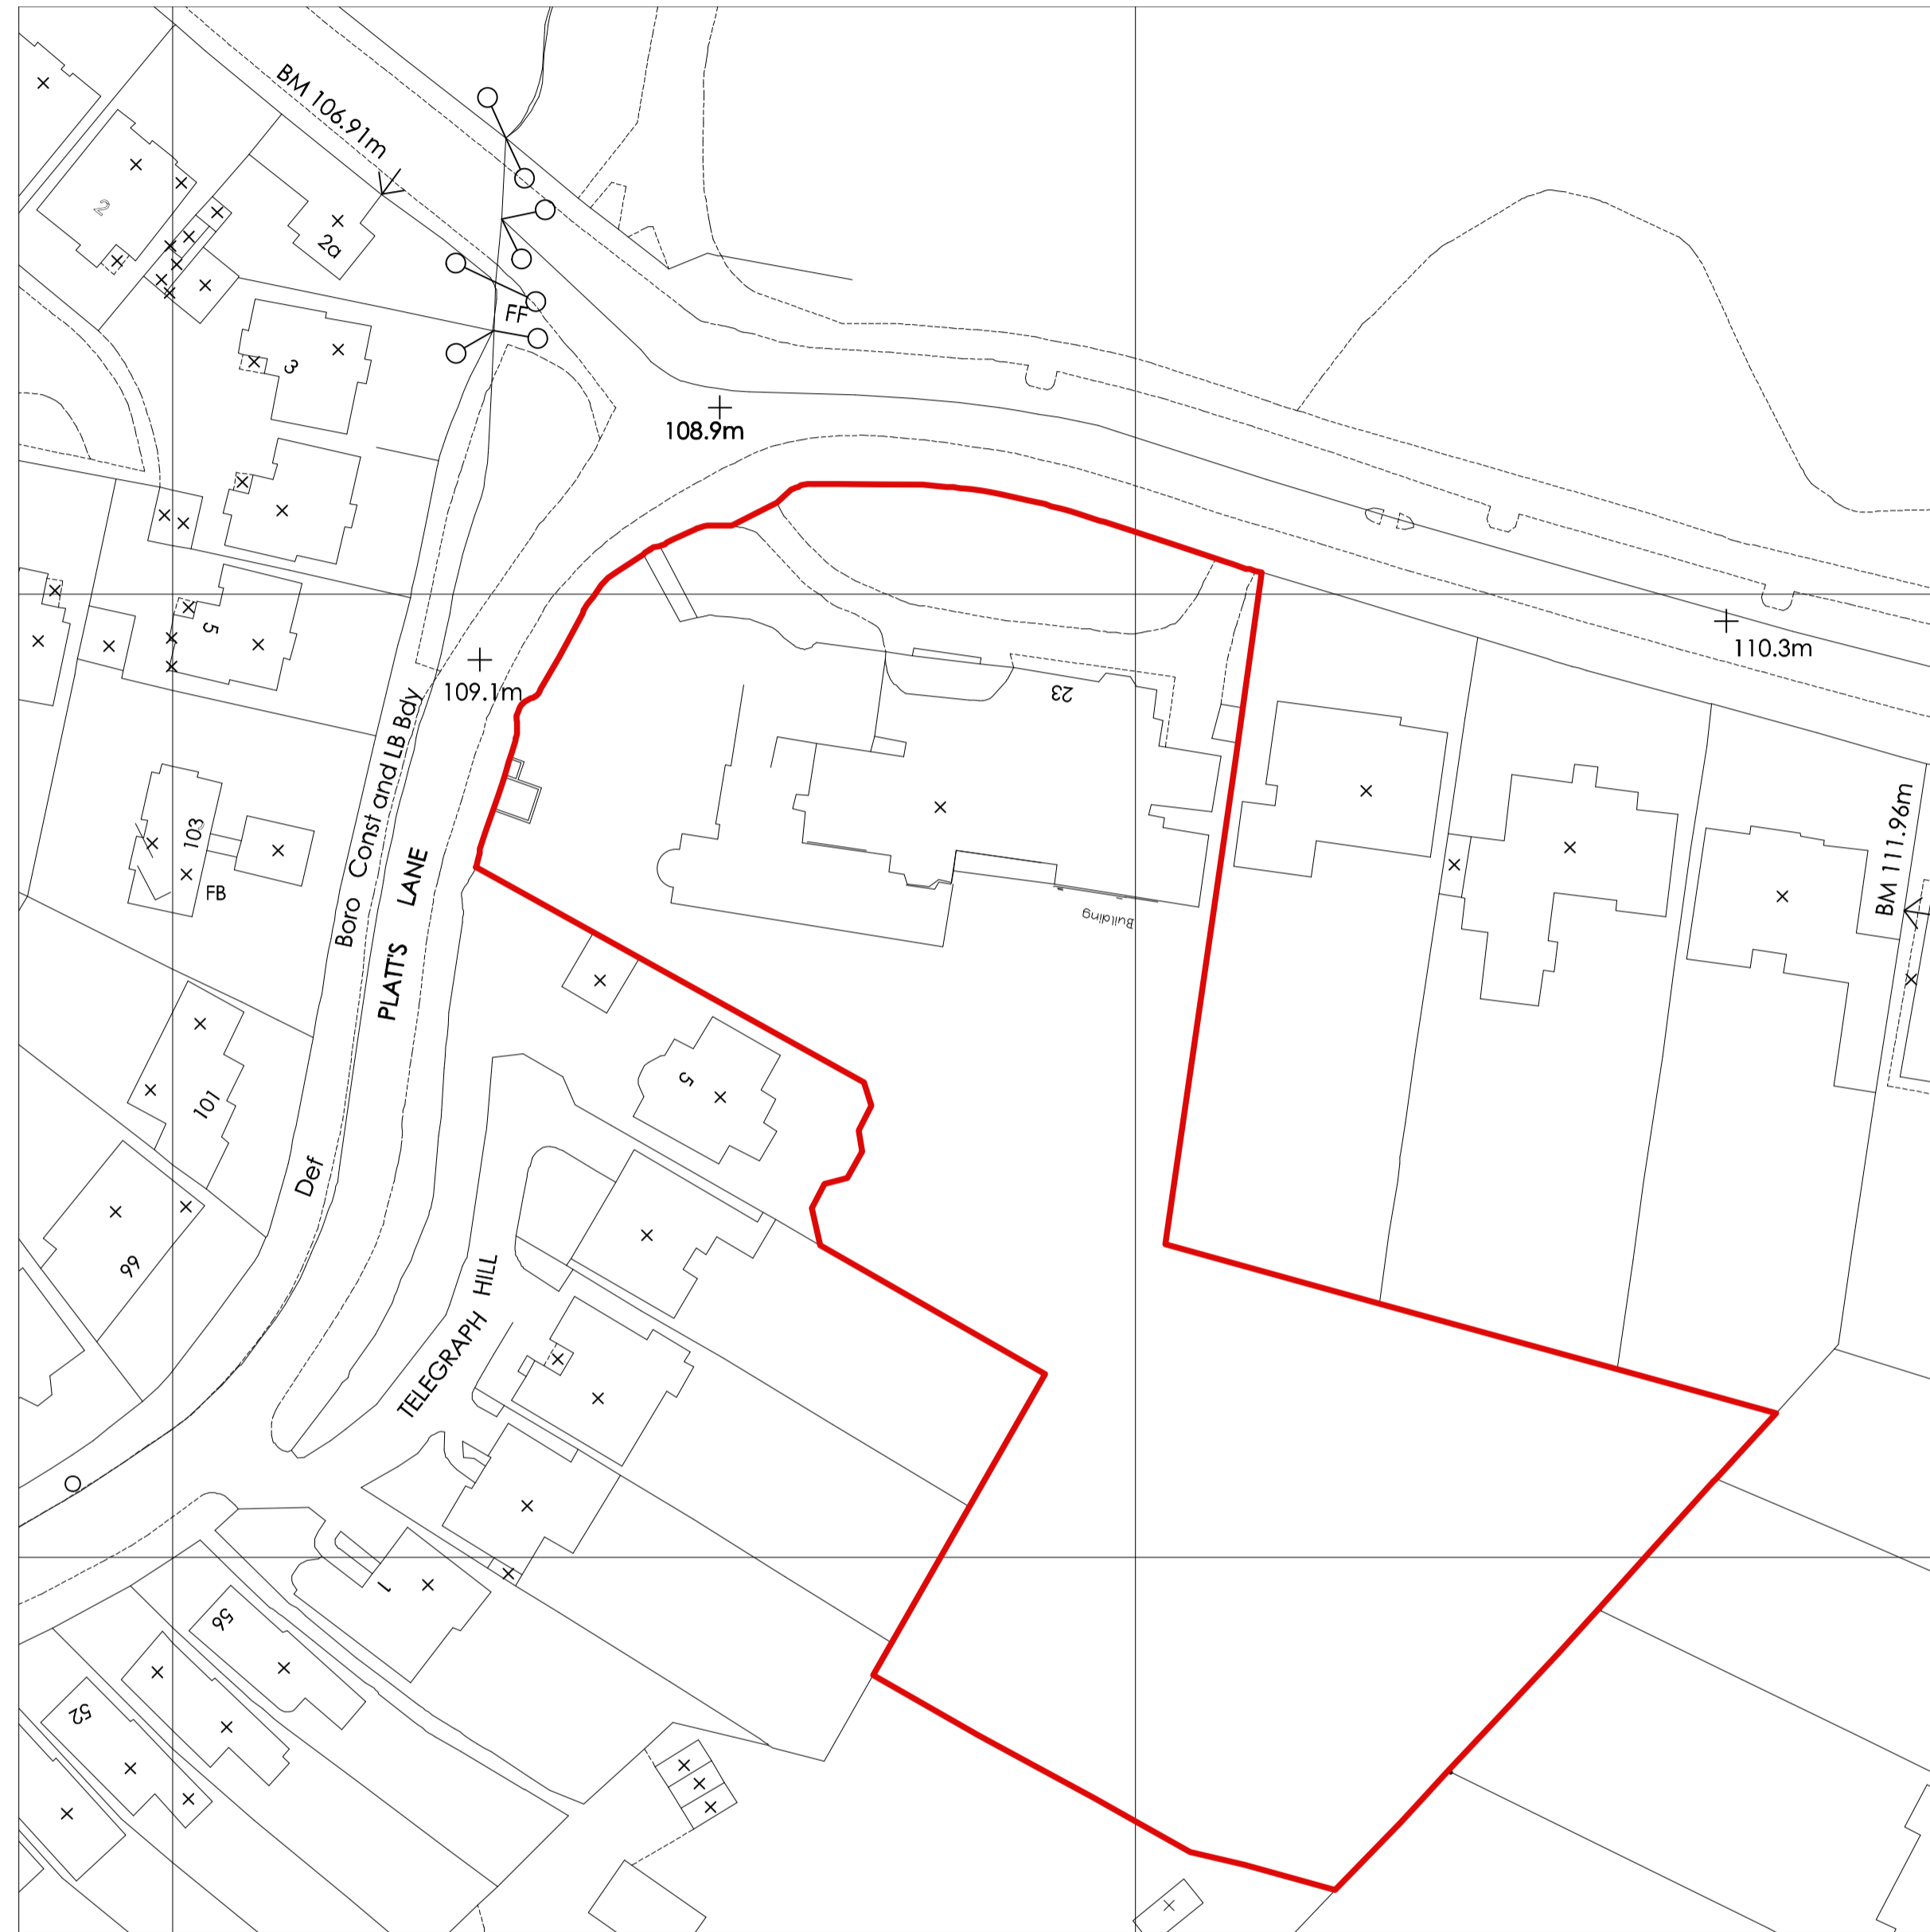 BM 106.91m
2
2a
FF
3
108.9m
5
110.3m
109.1m
23
Boro Const and LB Bdy
BM 111.96m
103
PLATT'S LANE
FB
Building
5
101
Def
99
TELEGRAPH HILL
1
56
52